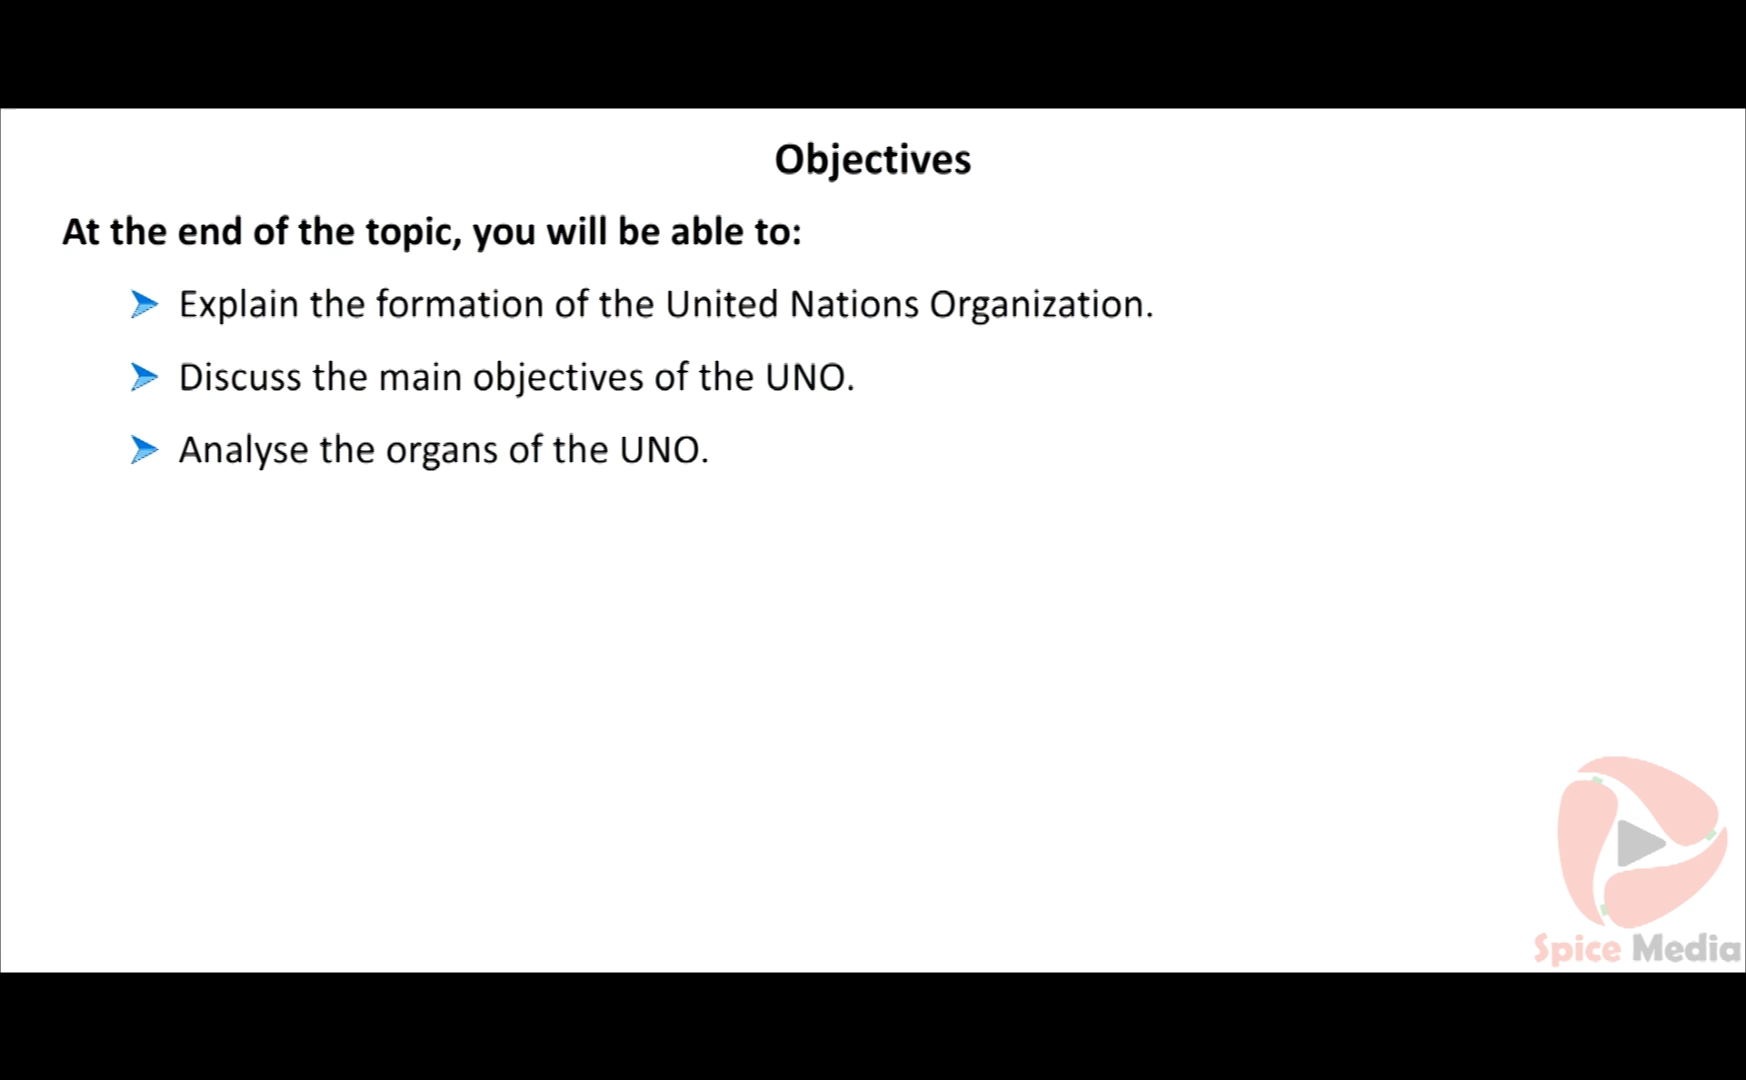 Objectives
At the end of the topic, you will be able to:
Explain the formation of the United Nations Organization.
Discuss the main objectives of the UNO.
Analyse the organs of the UNO.
Spice Media